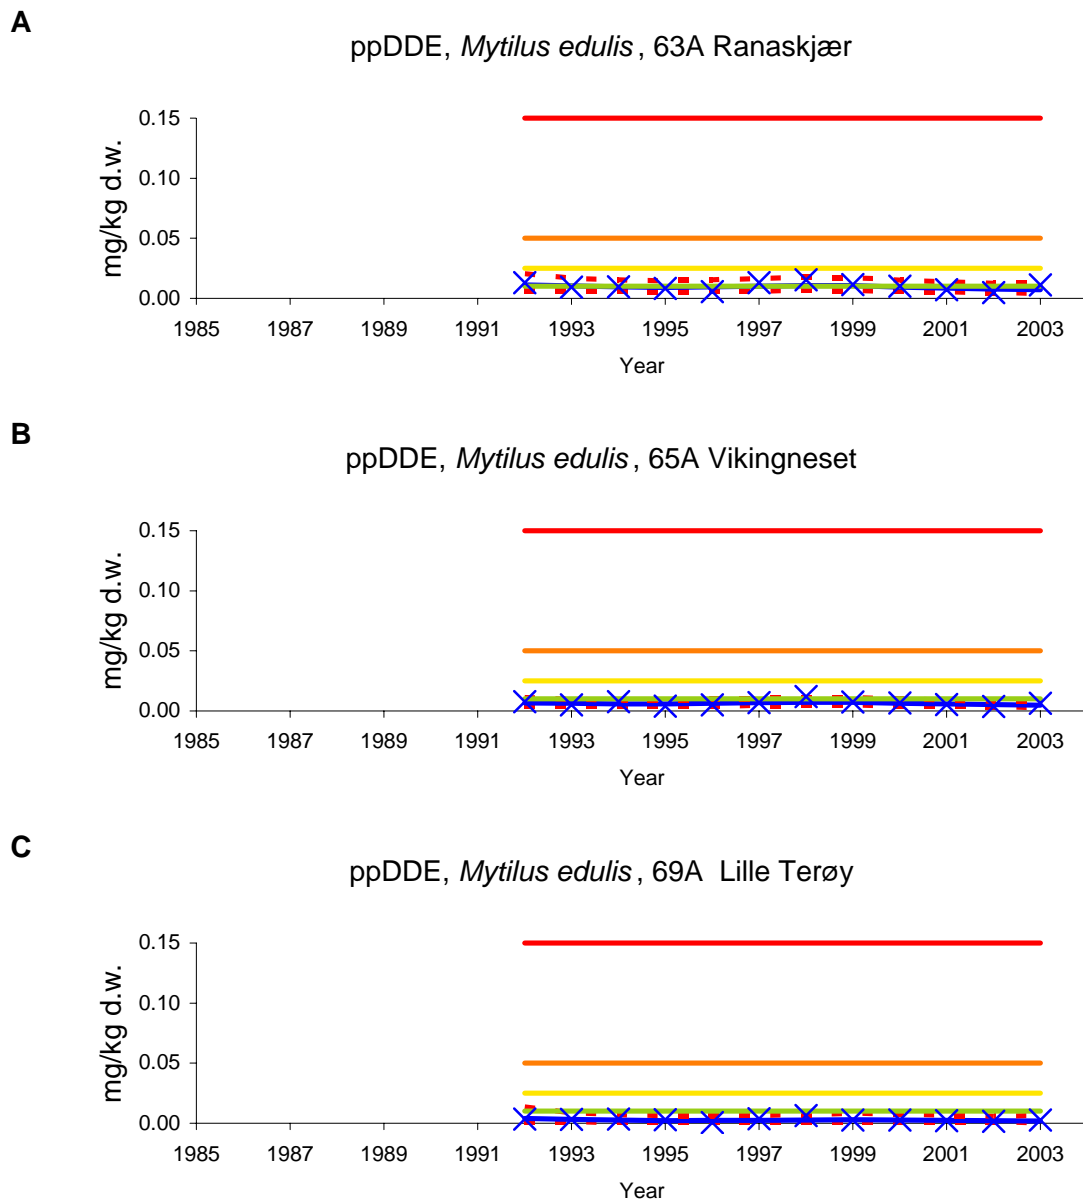 A
ppDDE, Mytilus edulis, 63A Ranaskjær
mg/kg d.w.
0.15
0.10
0.05
0.00
1985 1987 1989 1991 1993 1995 1997 1999 2001 2003
Year
B
ppDDE, Mytilus edulis, 65A Vikingneset
mg/kg d.w.
0.15
0.10
0.05
0.00
1985 1987 1989 1991 1993 1995 1997 1999 2001 2003
Year
C
ppDDE, Mytilus edulis, 69A Lille Terøy
mg/kg d.w.
0.15
0.10
0.05
0.00
1985 1987 1989 1991 1993 1995 1997 1999 2001 2003
Year